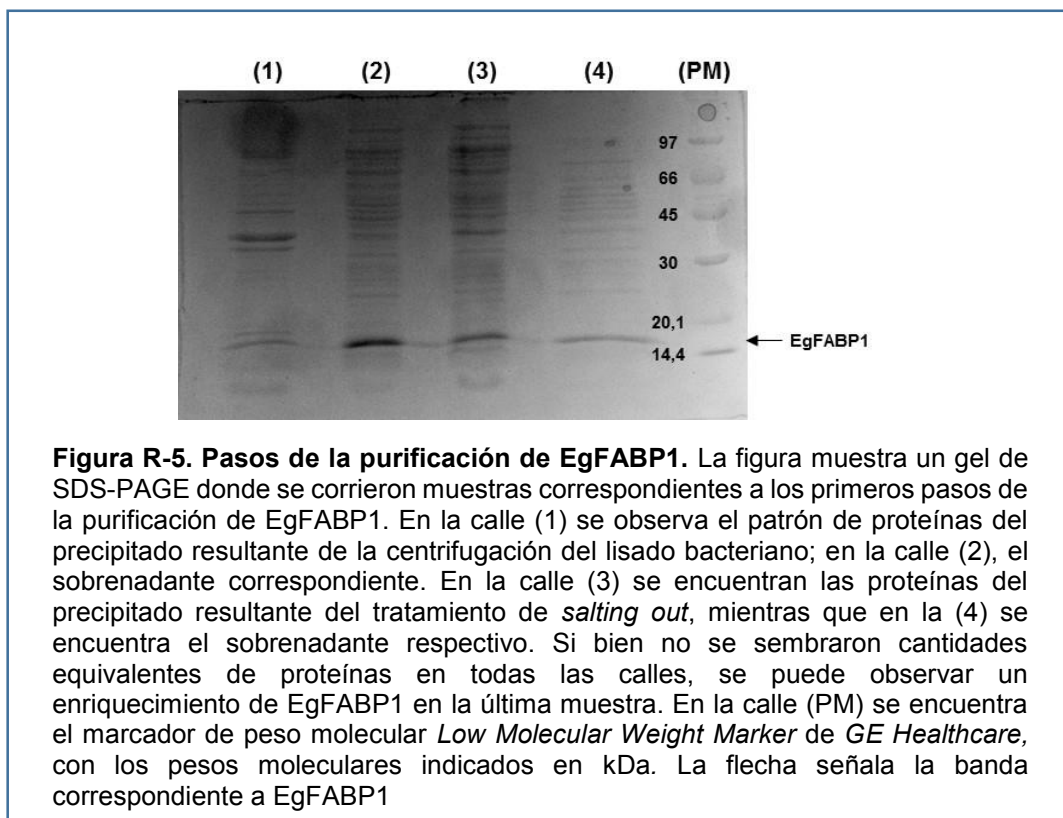 (1) (2) (3) (4) (PM)
97
66
45
30
20,1
EgFABP1
14,4
Figura R-5. Pasos de la purificación de EgFABP1. La figura muestra un gel de
SDS-PAGE donde se corrieron muestras correspondientes a los primeros pasos de
la purificación de EgFABP1. En la calle (1) se observa el patrón de proteínas del
precipitado resultante de la centrifugación del lisado bacteriano; en la calle (2), el
sobrenadante correspondiente. En la calle (3) se encuentran las proteínas del
precipitado resultante del tratamiento de salting out, mientras que en la (4) se
encuentra el sobrenadante respectivo. Si bien no se sembraron cantidades
equivalentes de proteínas en todas las calles, se puede observar un
enriquecimiento de EgFABP1 en la última muestra. En la calle (PM) se encuentra
el marcador de peso molecular Low Molecular Weight Marker de GE Healthcare,
con los pesos moleculares indicados en kDa. La flecha señala la banda
correspondiente a EgFABP1